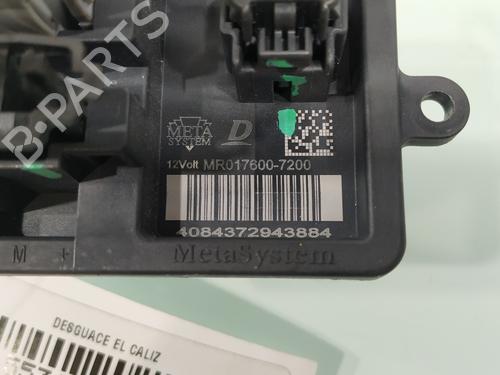 B-PARTS
META
SYSTEM
D
12Volt MR017600-7200
4084372943884
MetaSystem
M +
DESGUACE EL CALIZ